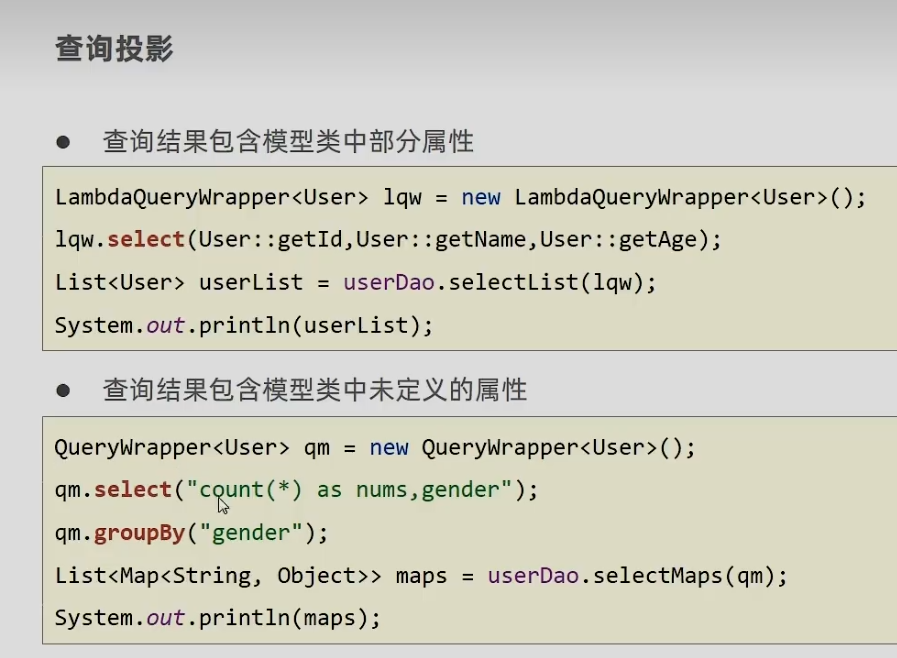 查询投影
● 查询结果包含模型类中部分属性
LambdaQueryWrapper<User> lqw = new LambdaQueryWrapper<User>();
lqw.select(User::getId,User::getName,User::getAge);
List<User> userList = userDao.selectList(lqw);
System.out.println(userList);
● 查询结果包含模型类中未定义的属性
QueryWrapper<User> qm = new QueryWrapper<User>();
qm.select("count(*) as nums,gender");
qm.groupBy("gender");
List<Map<String, Object>> maps = userDao.selectMaps(qm);
System.out.println(maps);